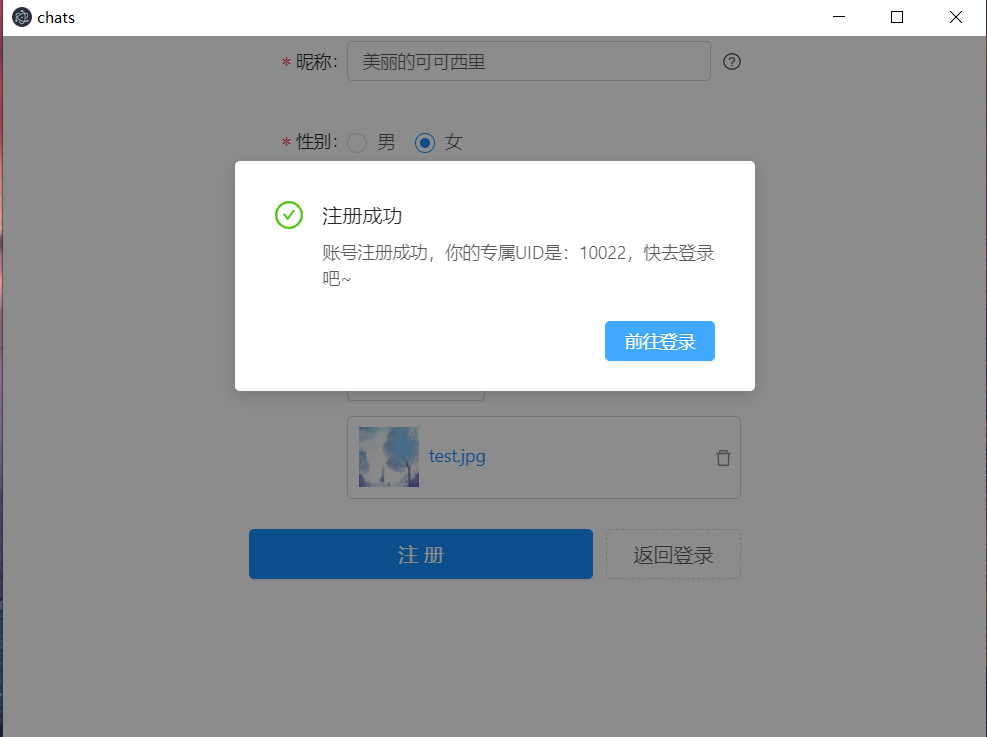 chats
* 昵称：
美丽的可可西里
* 性别：
男
女
注册成功
账号注册成功，你的专属UID是：10022，快去登录
吧~
前往登录
test.jpg
注 册
返回登录